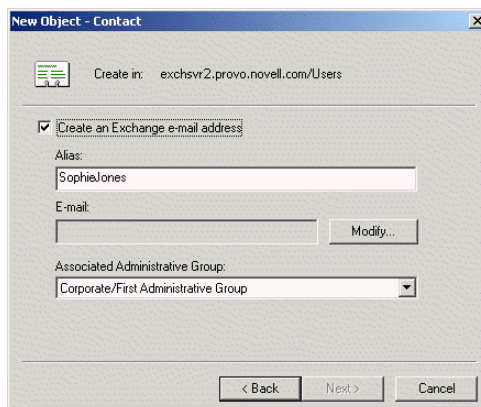 New Object - Contact
Create in: exchsvr2.provo.novell.com/Users
Create an Exchange e-mail address
Alias:
SophieJones
E-mail:
Modify...
Associated Administrative Group:
Corporate/First Administrative Group
< Back Next > Cancel